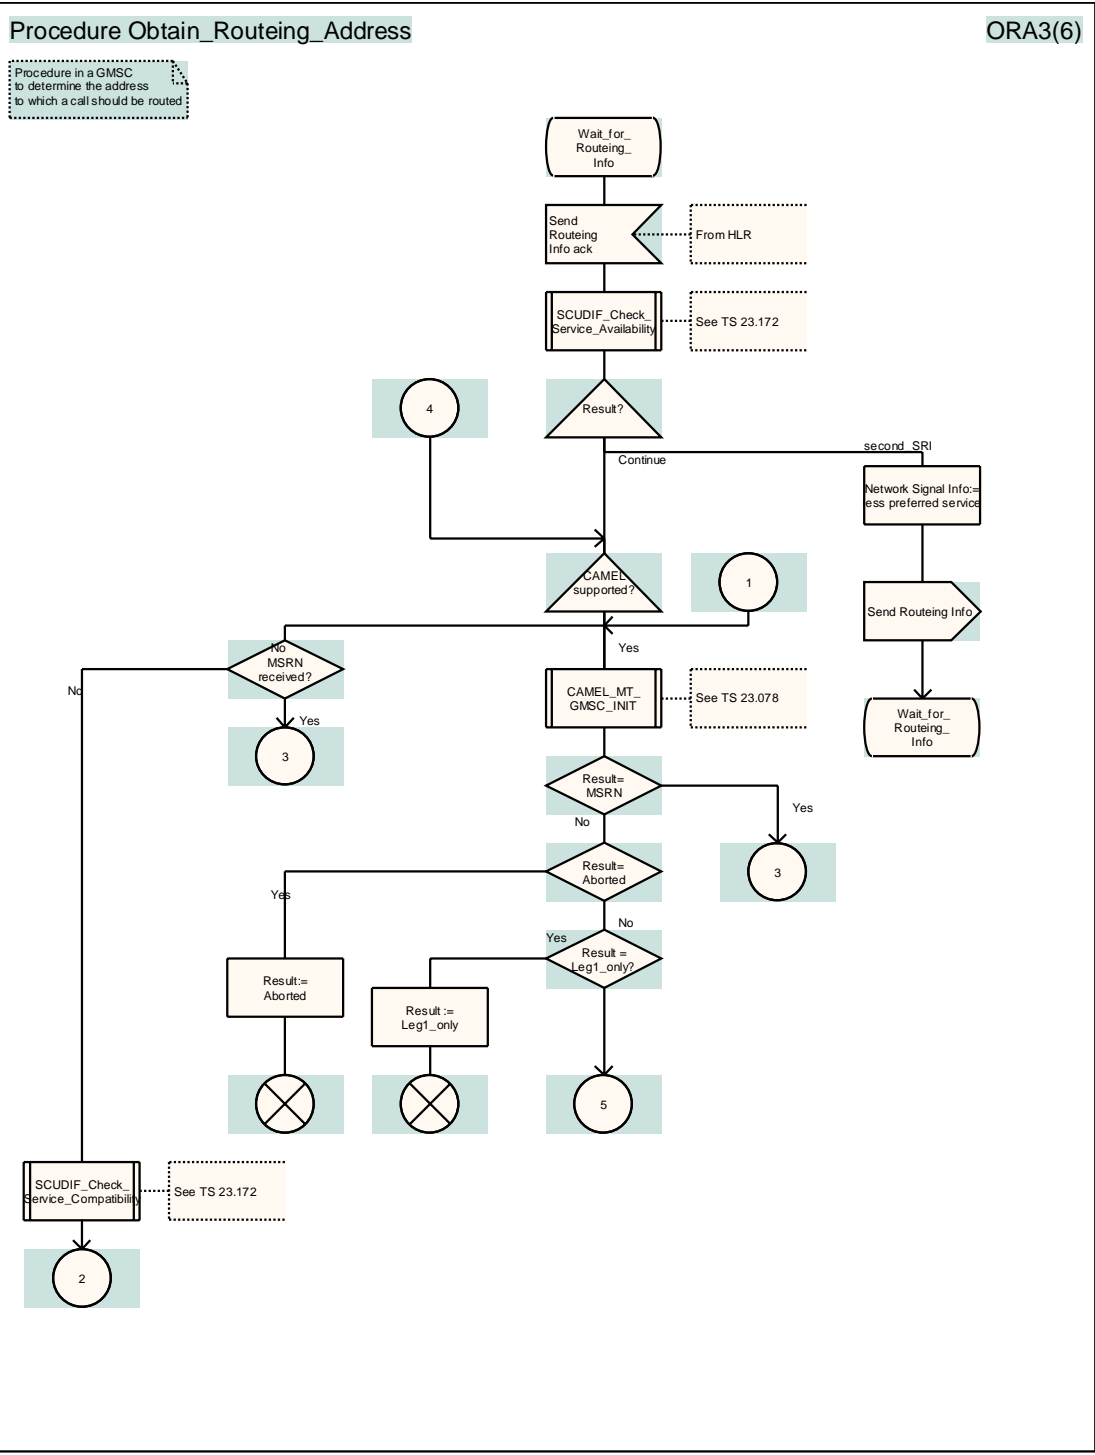 Procedure Obtain_Routeing_Address
ORA3(6)
Procedure in a GMSC
to determine the address
to which a call should be routed
Wait_for_
Routeing_
Info
Send
Routeing
Info ack
From HLR
SCUDIF_Check_
Service_Availability
See TS 23.172
Result?
4
Continue
second_SRI
Network Signal Info:=
ess preferred service
CAMEL
supported?
1
Send Routeing Info
No
MSRN
received?
No
Yes
3
Yes
CAMEL_MT_
GMSC_INIT
See TS 23.078
Wait_for_
Routeing_
Info
Result=
MSRN
Yes
No
3
Result=
Aborted
Yes
No
Yes
Result =
Leg1_only?
Result:=
Aborted
Result :=
Leg1_only
5
SCUDIF_Check_
Service_Compatibility
See TS 23.172
2